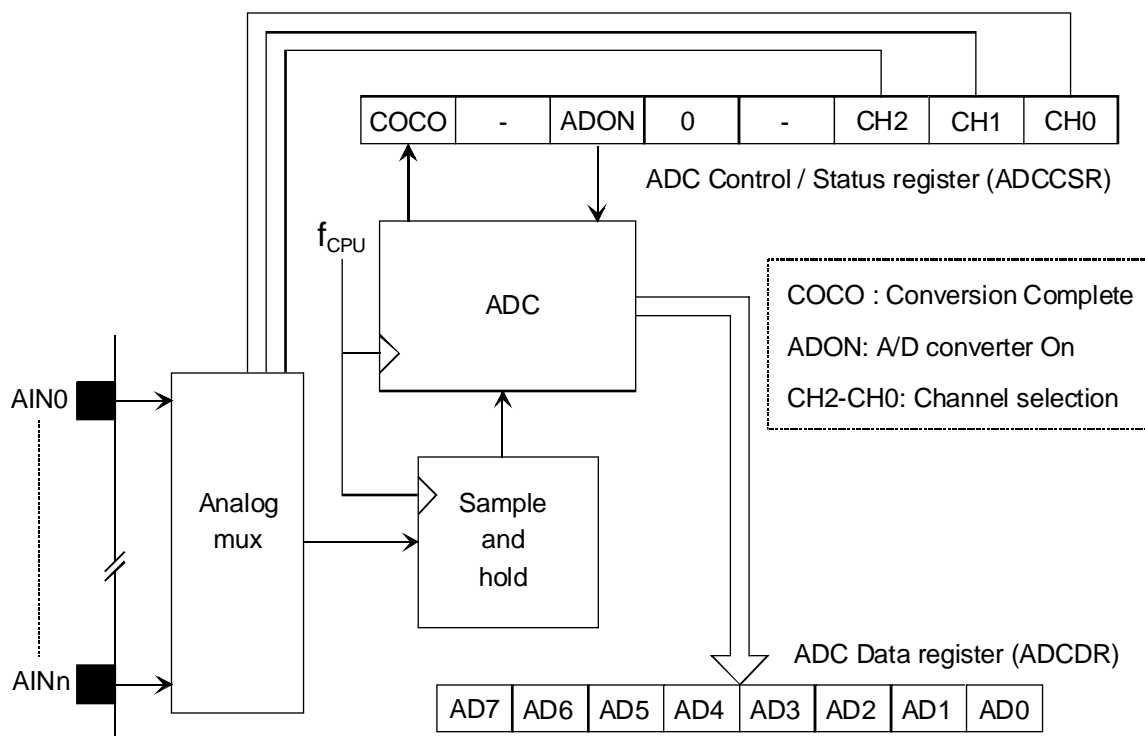 COCO - ADON 0 - CH2 CH1 CH0
ADC Control / Status register (ADCCSR)
fCPU
ADC
COCO : Conversion Complete
ADON: A/D converter On
CH2-CH0: Channel selection
AIN0
Analog
mux
Sample
and
hold
AINn
ADC Data register (ADCDR)
AD7 AD6 AD5 AD4 AD3 AD2 AD1 AD0